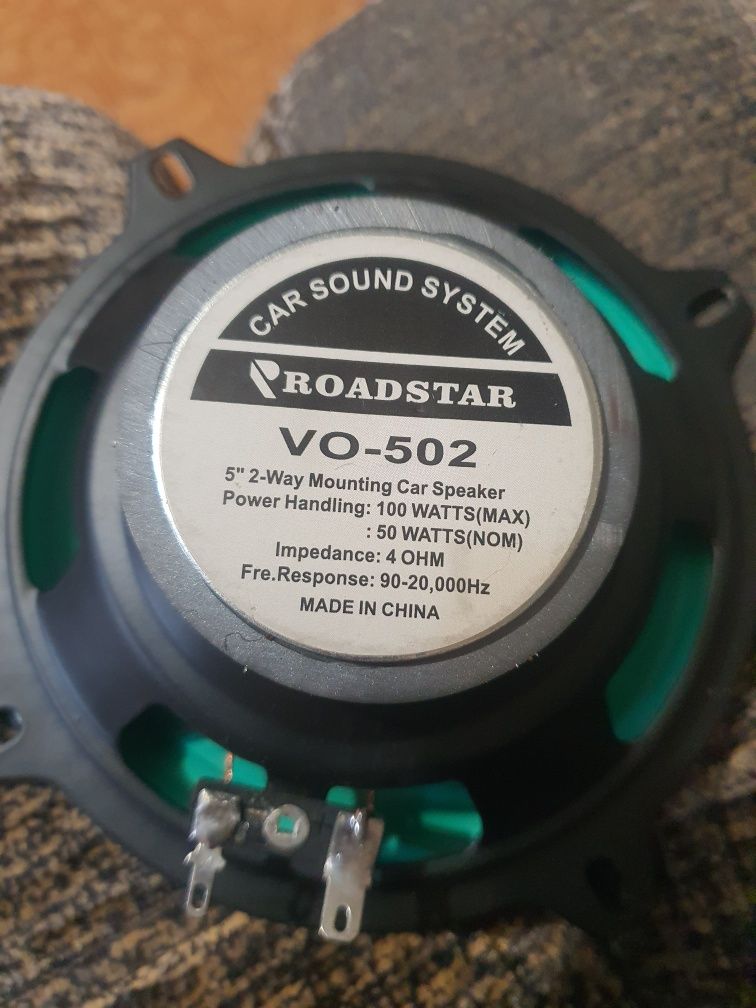 CAR SOUND SYSTEM
ROADSTAR
VO-502
5" 2-Way Mounting Car Speaker
Power Handling: 100 WATTS(MAX)
: 50 WATTS(NOM)
Impedance: 4 OHM
Fre.Response: 90-20,000Hz
MADE IN CHINA